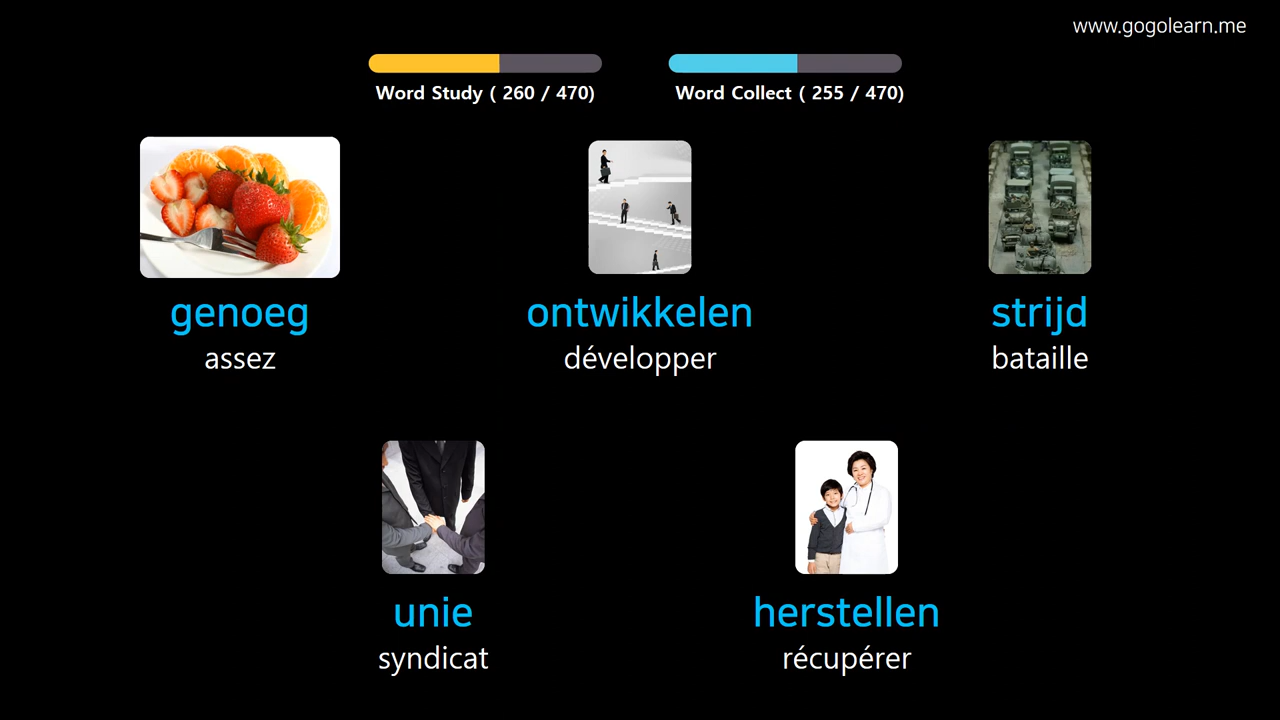 www.gogolearn.me
Word Study ( 260 / 470)
Word Collect ( 255 / 470)
genoeg
assez
ontwikkelen
développer
strijd
bataille
unie
syndicat
herstellen
récupérer